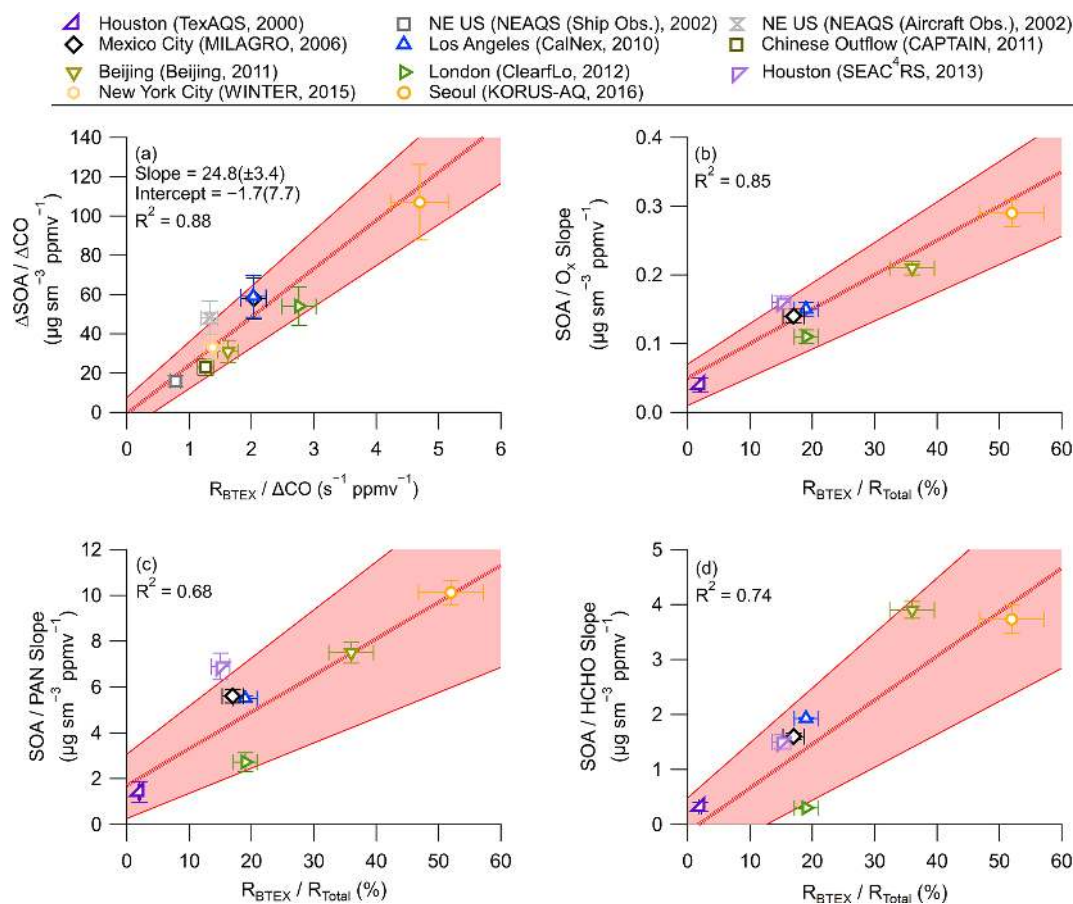 Houston (TexAQS, 2000)
NE US (NEAQS (Ship Obs.), 2002)
NE US (NEAQS (Aircraft Obs.), 2002)
Mexico City (MILAGRO, 2006)
Los Angeles (CalNex, 2010)
Chinese Outflow (CAPTAIN, 2011)
Beijing (Beijing, 2011)
London (ClearfLo, 2012)
Houston (SEAC⁴RS, 2013)
New York City (WINTER, 2015)
Seoul (KORUS-AQ, 2016)
(a)
Slope = 24.8(±3.4)
Intercept = −1.7(7.7)
R² = 0.88
140
120
100
80
60
40
20
0
ΔSOA / ΔCO
(µg sm⁻³ ppmv⁻¹)
0 1 2 3 4 5 6
R_BTEX / ΔCO (s⁻¹ ppmv⁻¹)
(b)
R² = 0.85
0.4
0.3
0.2
0.1
0.0
SOA / Oₓ Slope
(µg sm⁻³ ppmv⁻¹)
0 10 20 30 40 50 60
R_BTEX / R_Total (%)
(c)
R² = 0.68
12
10
8
6
4
2
0
SOA / PAN Slope
(µg sm⁻³ ppmv⁻¹)
0 10 20 30 40 50 60
R_BTEX / R_Total (%)
(d)
R² = 0.74
5
4
3
2
1
0
SOA / HCHO Slope
(µg sm⁻³ ppmv⁻¹)
0 10 20 30 40 50 60
R_BTEX / R_Total (%)